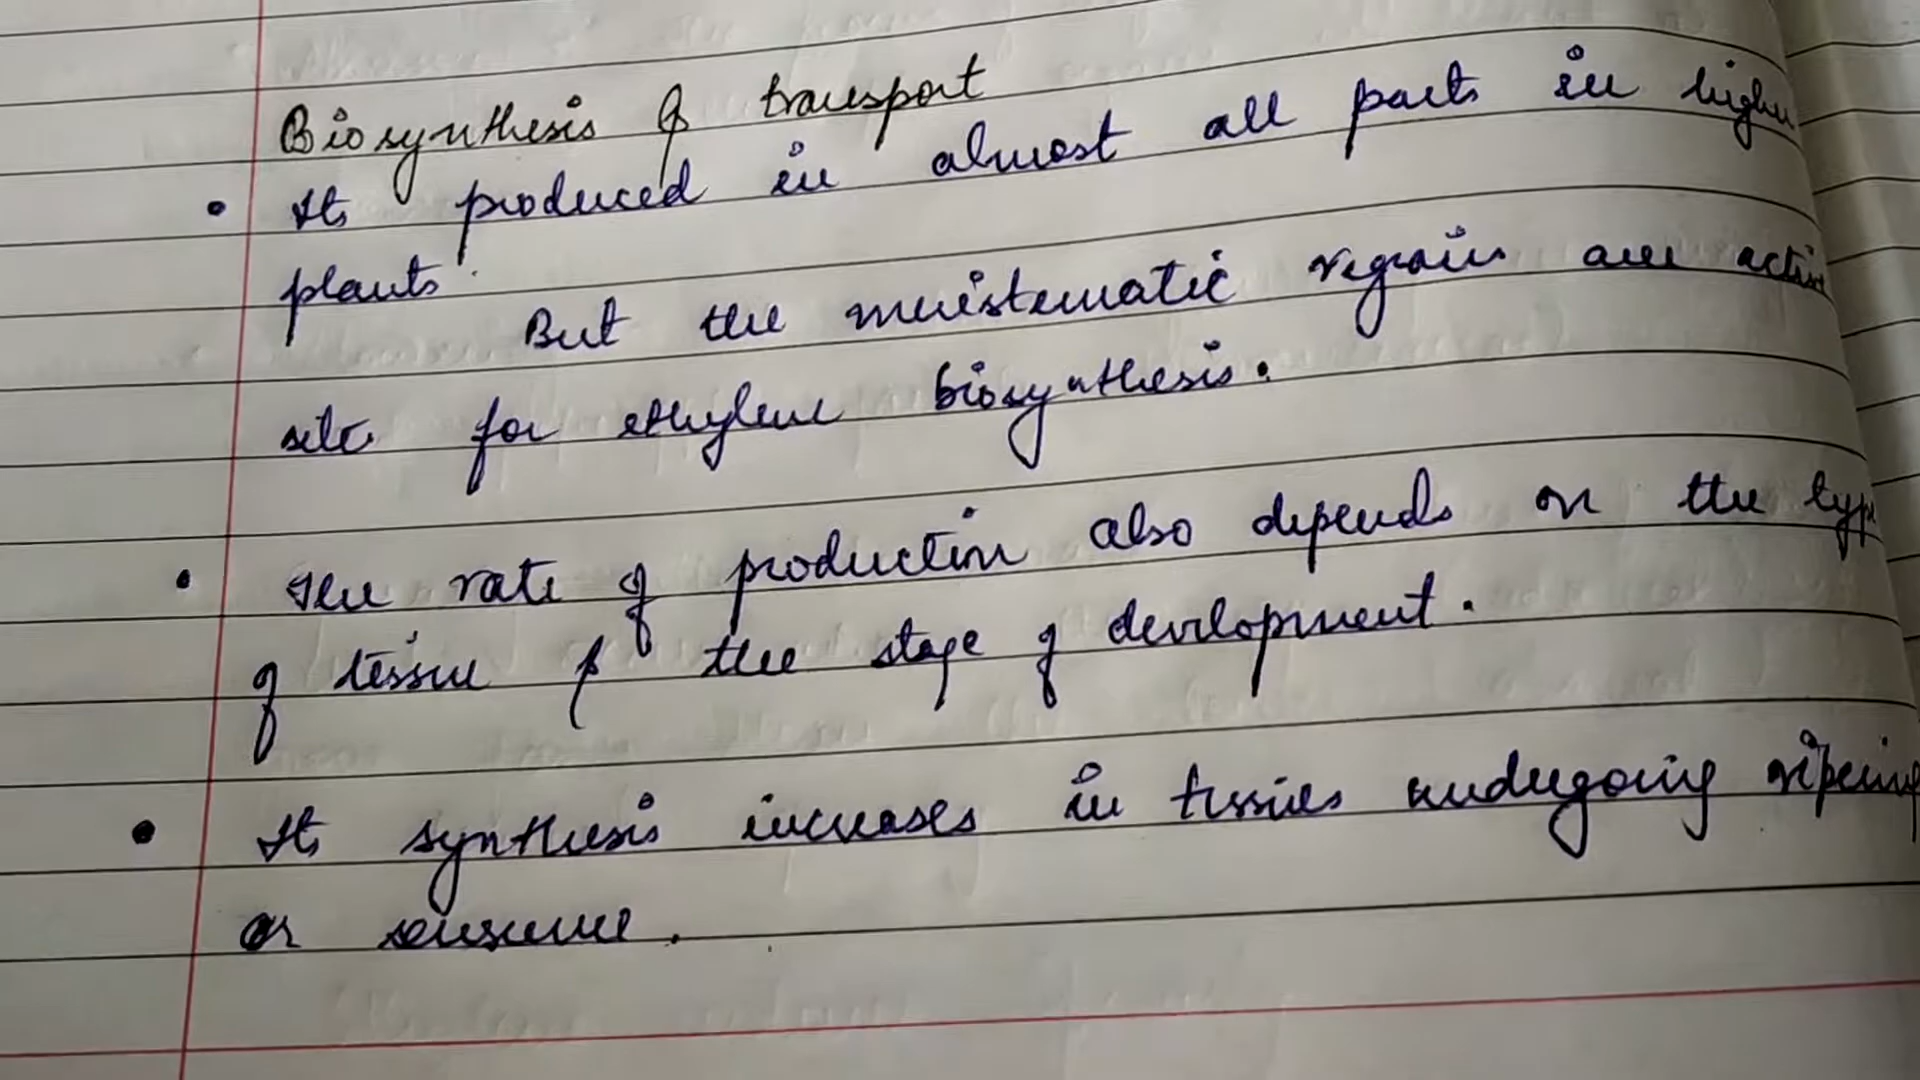 Biosynthesis & transport
• Its produced in almost all parts in higher
plants.
But the meristematic regions are active
site for ethylene biosynthesis.
• The rate of production also depends on the type
of tissue & the stage of development.
• Its synthesis increases in tissues undergoing ripening
or